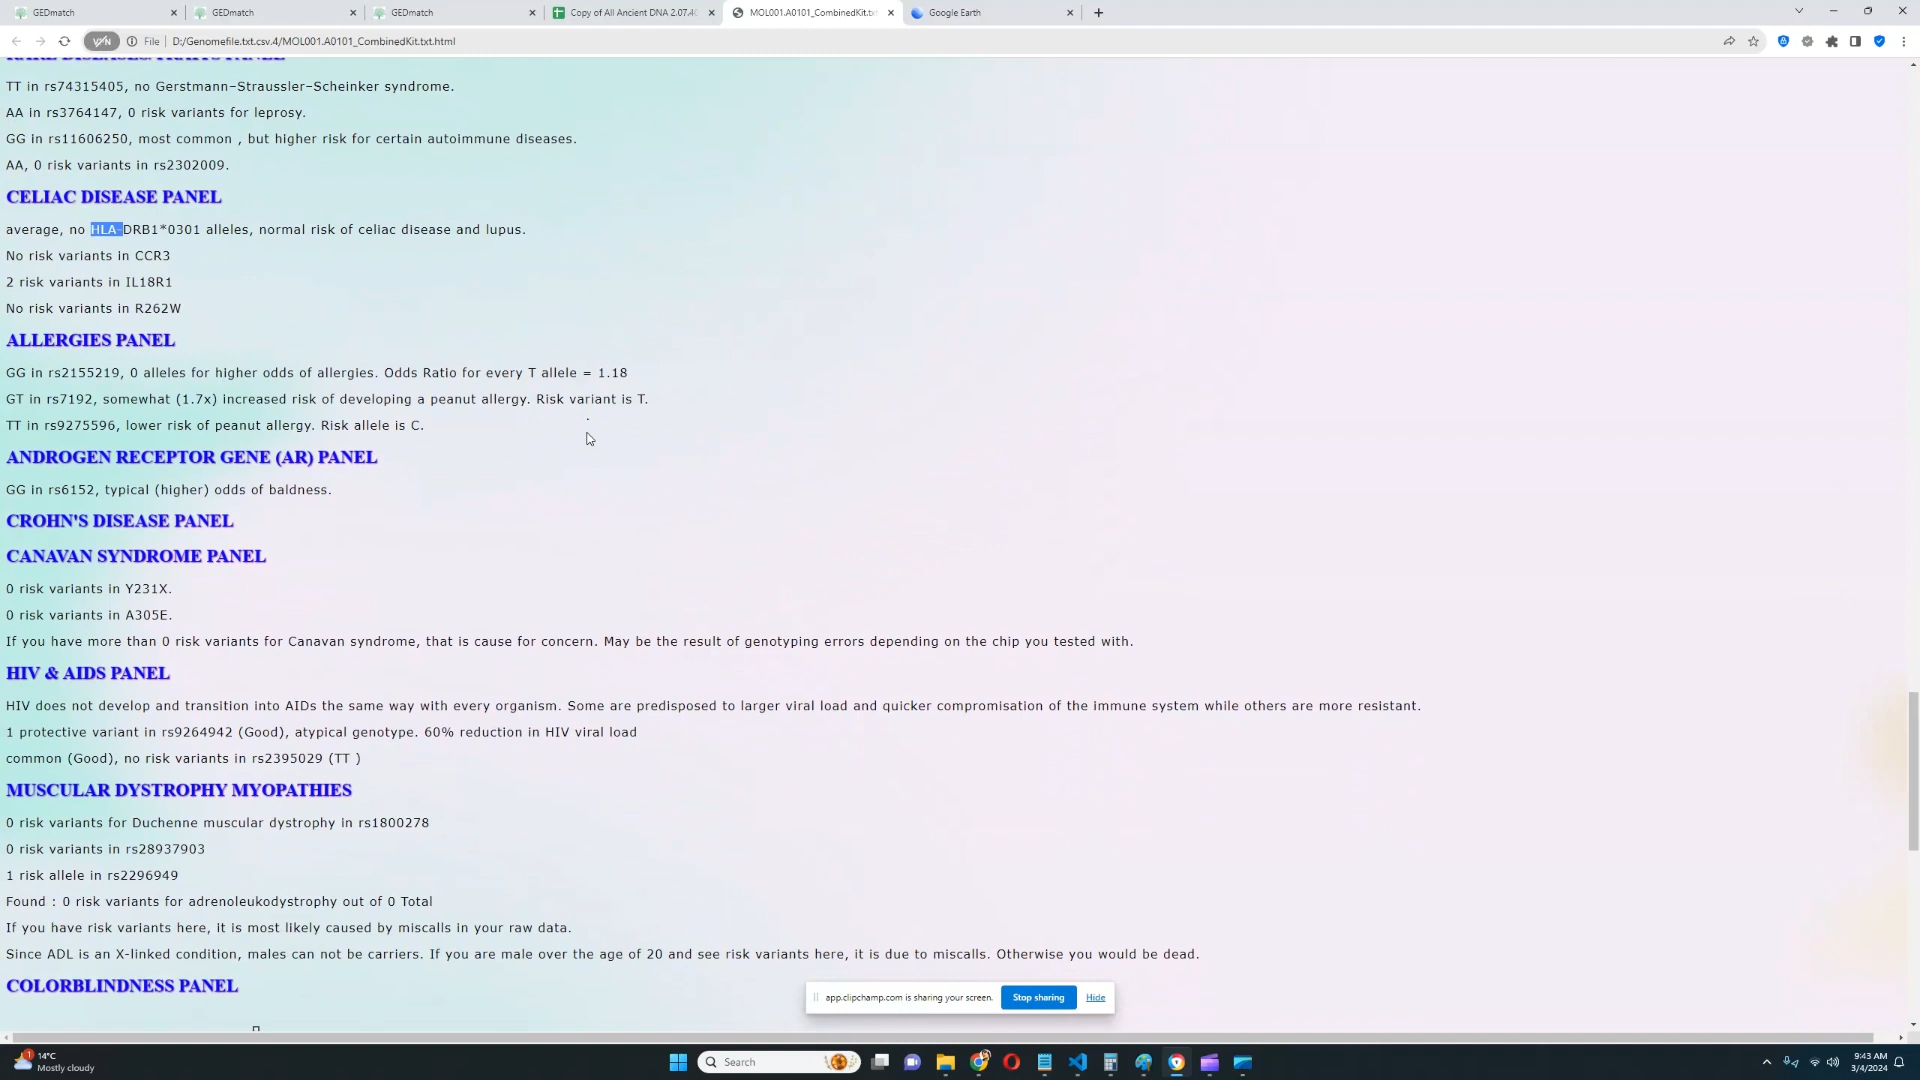 GEDmatch
GEDmatch
GEDmatch
Copy of All Ancient DNA 2.07.
MOL001.A0101_CombinedKit.tx
Google Earth
File
D:/Genomefile.txt.csv.4/MOL001.A0101_CombinedKit.txt.html
RARE DISEASES/TRAITS PANEL
TT in rs74315405, no Gerstmann–Straussler–Scheinker syndrome.
AA in rs3764147, 0 risk variants for leprosy.
GG in rs11606250, most common , but higher risk for certain autoimmune diseases.
AA, 0 risk variants in rs2302009.
CELIAC DISEASE PANEL
average, no HLA-DRB1*0301 alleles, normal risk of celiac disease and lupus.
No risk variants in CCR3
2 risk variants in IL18R1
No risk variants in R262W
ALLERGIES PANEL
GG in rs2155219, 0 alleles for higher odds of allergies. Odds Ratio for every T allele = 1.18
GT in rs7192, somewhat (1.7x) increased risk of developing a peanut allergy. Risk variant is T.
TT in rs9275596, lower risk of peanut allergy. Risk allele is C.
ANDROGEN RECEPTOR GENE (AR) PANEL
GG in rs6152, typical (higher) odds of baldness.
CROHN'S DISEASE PANEL
CANAVAN SYNDROME PANEL
0 risk variants in Y231X.
0 risk variants in A305E.
If you have more than 0 risk variants for Canavan syndrome, that is cause for concern. May be the result of genotyping errors depending on the chip you tested with.
HIV & AIDS PANEL
HIV does not develop and transition into AIDs the same way with every organism. Some are predisposed to larger viral load and quicker compromisation of the immune system while others are more resistant.
1 protective variant in rs9264942 (Good), atypical genotype. 60% reduction in HIV viral load
common (Good), no risk variants in rs2395029 (TT )
MUSCULAR DYSTROPHY MYOPATHIES
0 risk variants for Duchenne muscular dystrophy in rs1800278
0 risk variants in rs28937903
1 risk allele in rs2296949
Found : 0 risk variants for adrenoleukodystrophy out of 0 Total
If you have risk variants here, it is most likely caused by miscalls in your raw data.
Since ADL is an X-linked condition, males can not be carriers. If you are male over the age of 20 and see risk variants here, it is due to miscalls. Otherwise you would be dead.
COLORBLINDNESS PANEL
app.clipchamp.com is sharing your screen.
Stop sharing
Hide
1
14°C
Mostly cloudy
Search
9:43 AM
3/4/2024